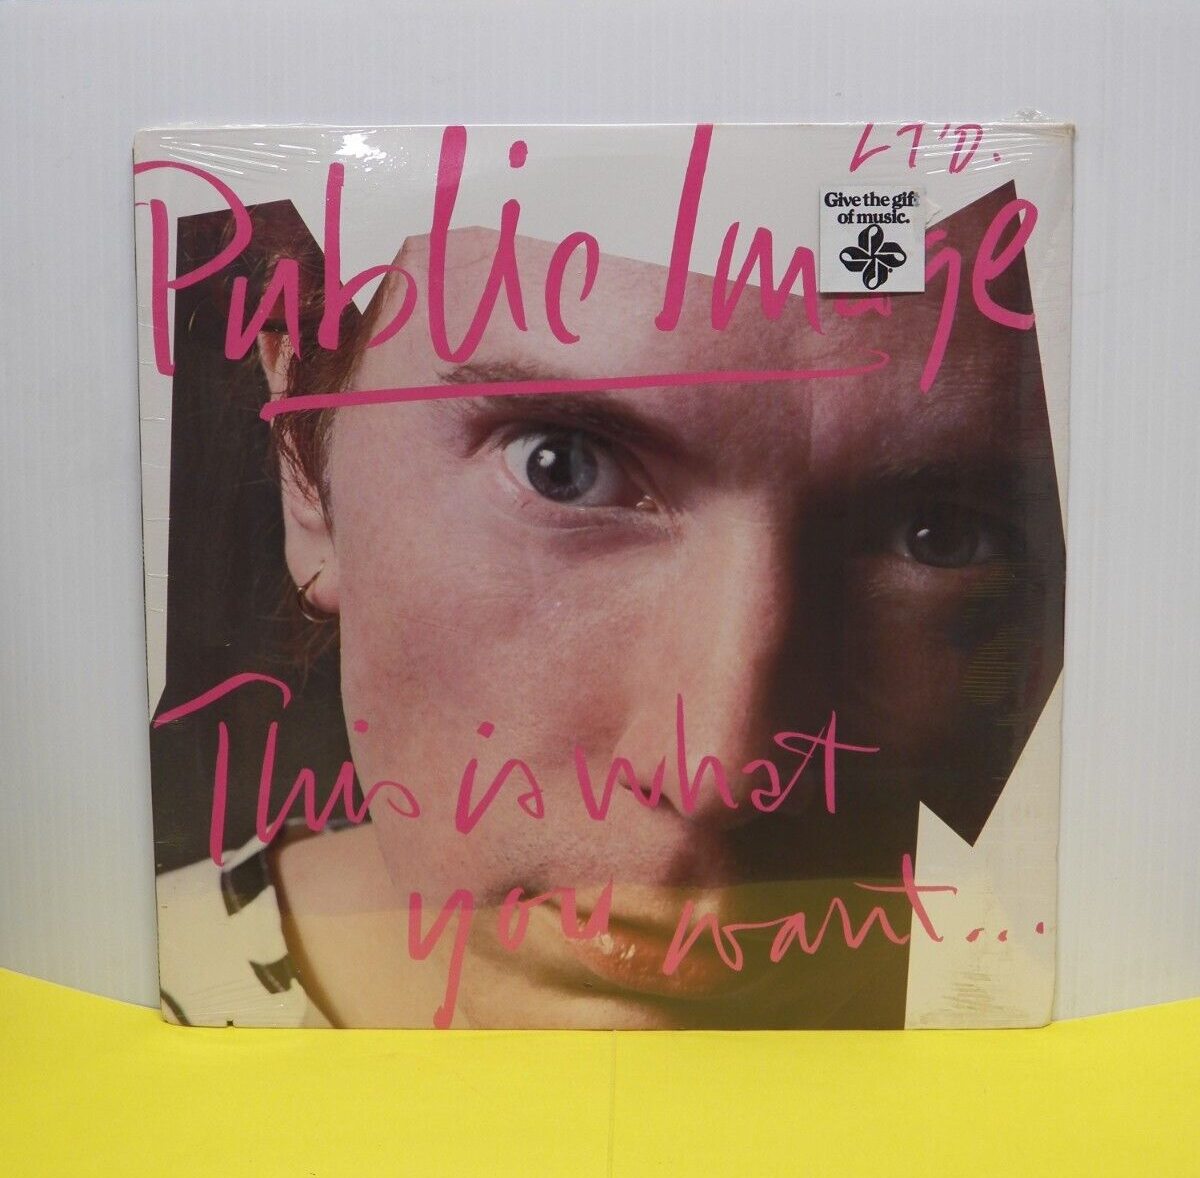 LT'D.
Public Image
Give the gift
of music.
This is what
you want...